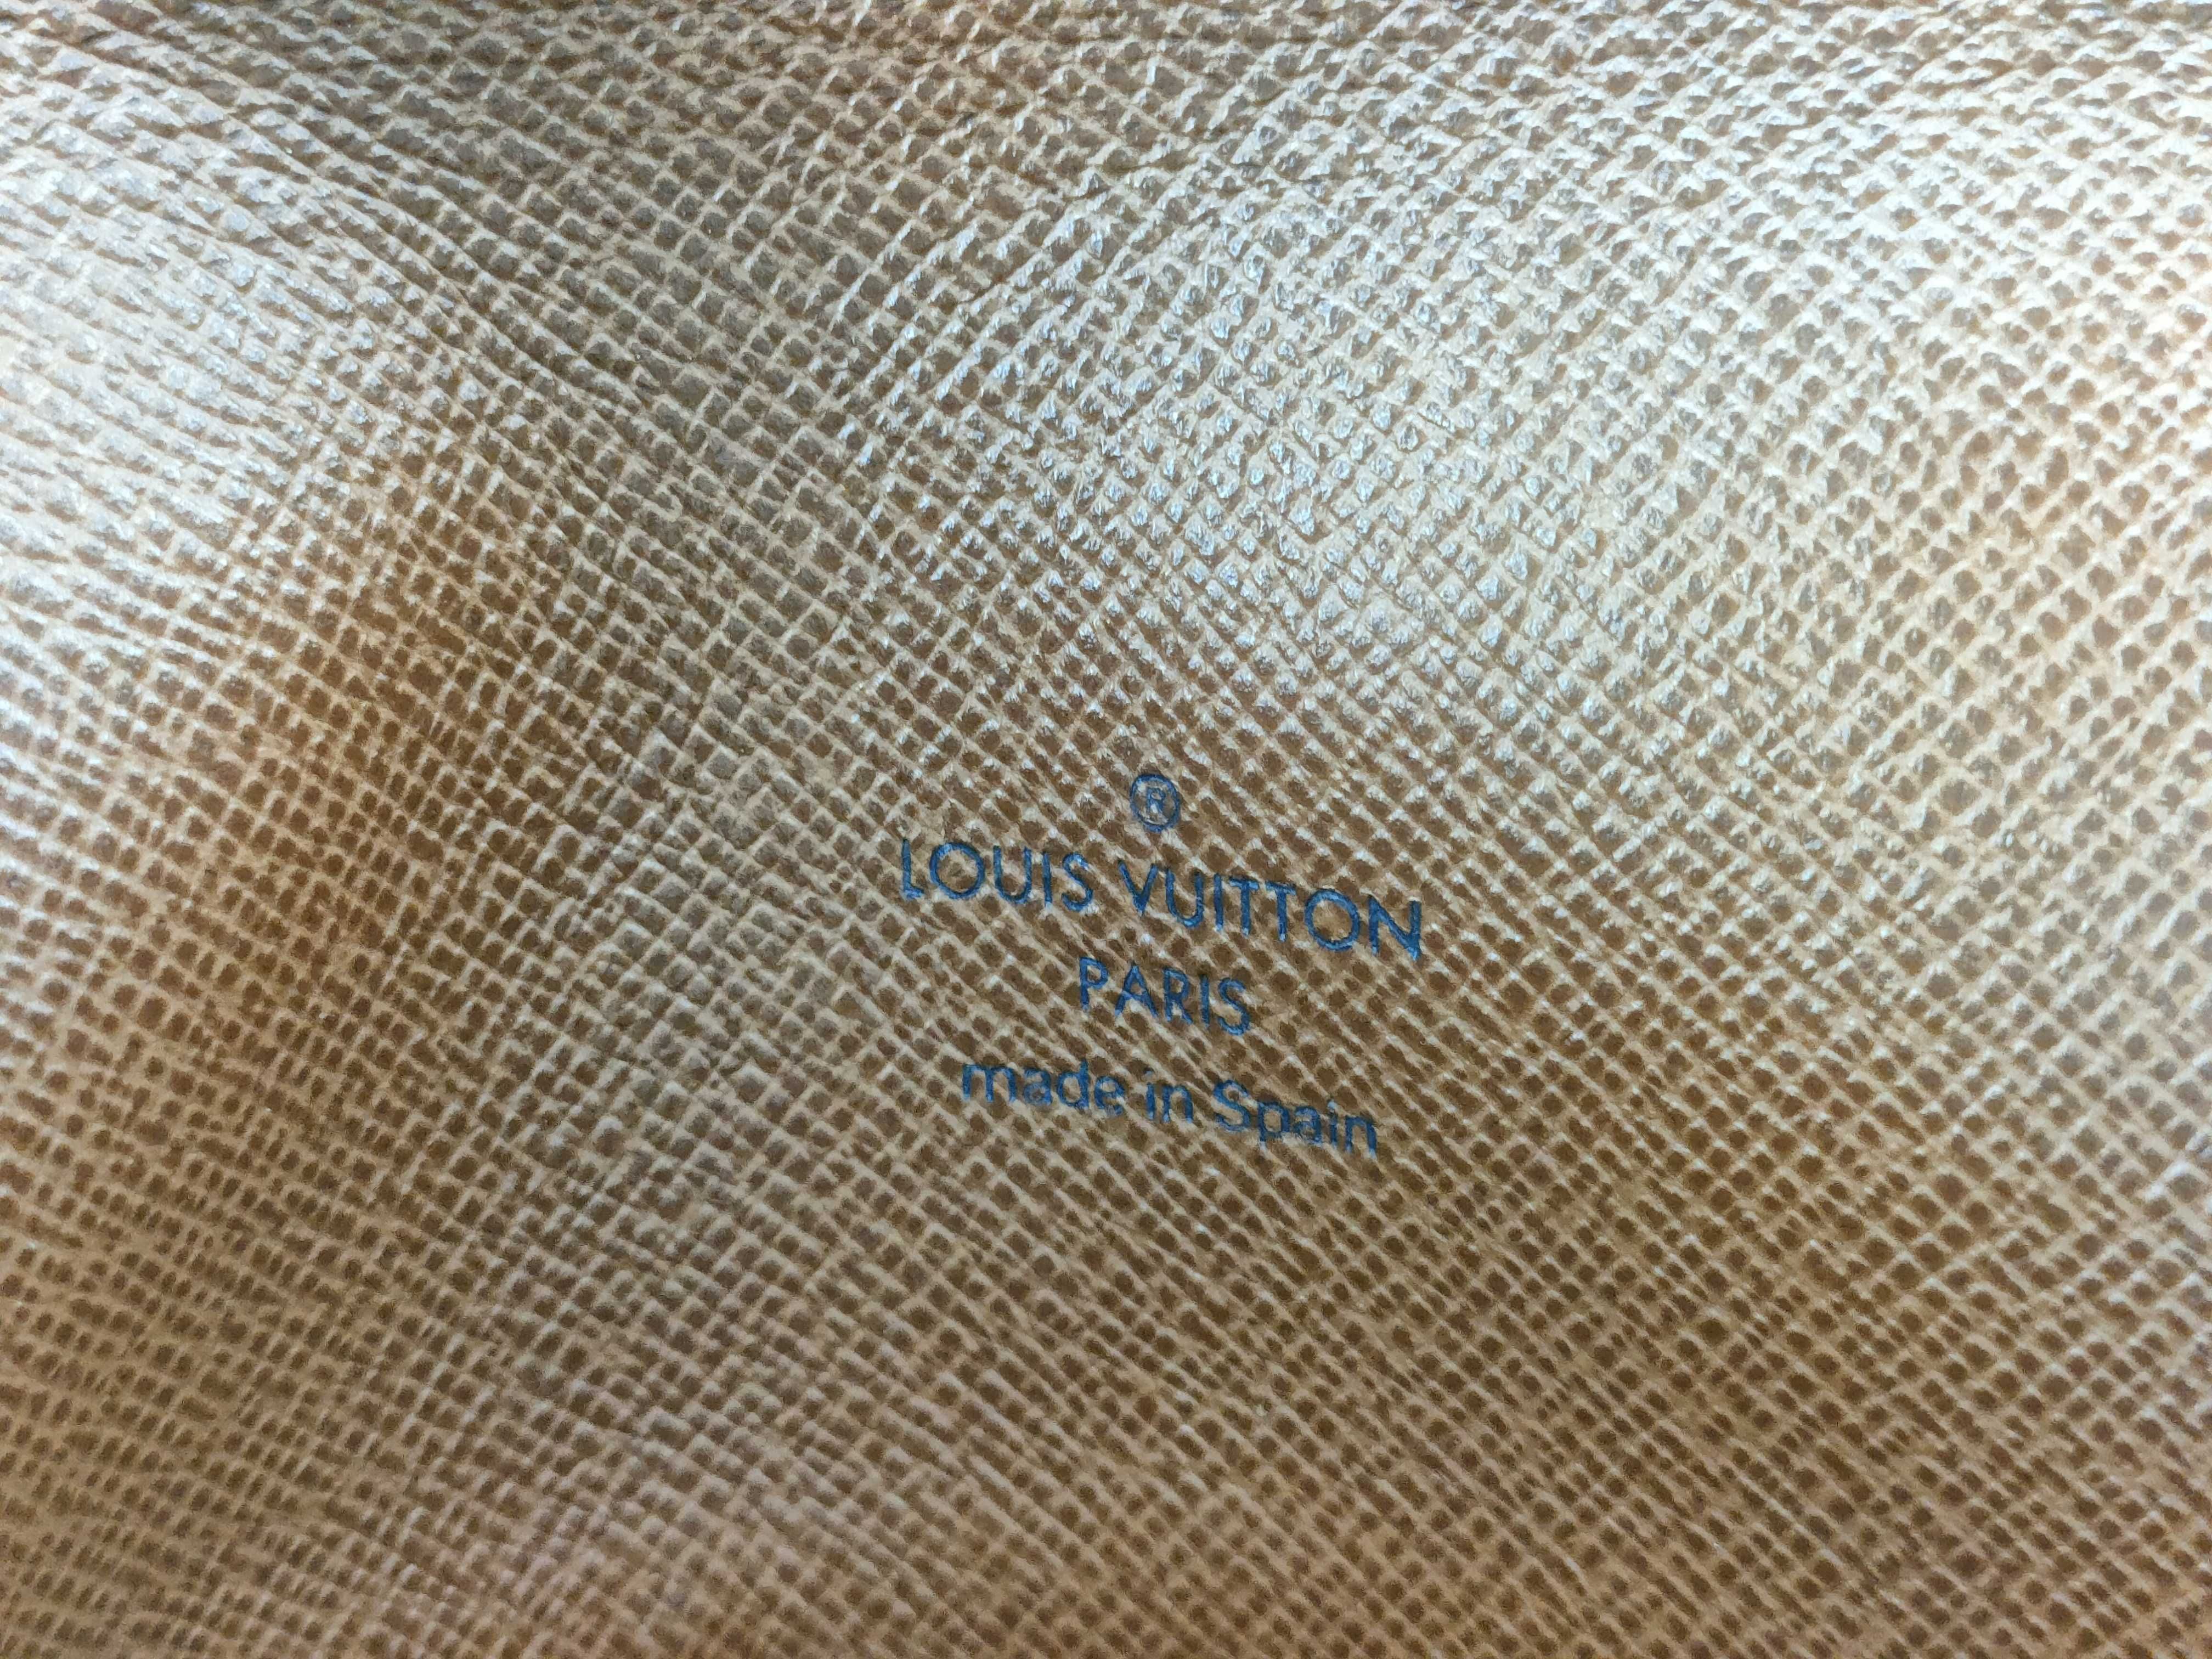 ®
LOUIS VUITTON
PARIS
made in Spain